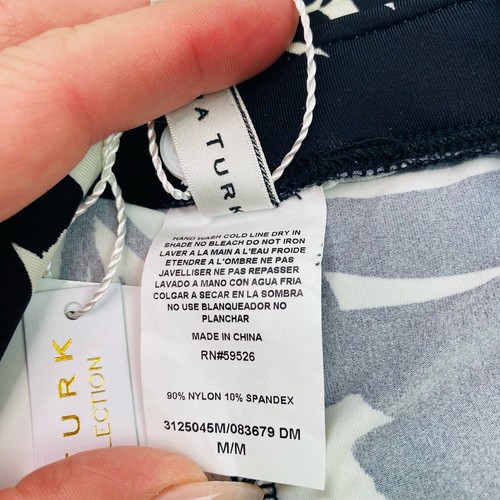 A TURK
HAND WASH COLD LINE DRY IN
SHADE NO BLEACH DO NOT IRON
LAVER A LA MAIN A L'EAU FROIDE
ETENDRE A L'OMBRE NE PAS
JAVELLISER NE PAS REPASSER
LAVADO A MANO CON AGUA FRIA
COLGAR A SECAR EN LA SOMBRA
NO USE BLANQUEADOR NO
PLANCHAR
MADE IN CHINA
RN#59526
90% NYLON 10% SPANDEX
3125045M/083679 DM
M/M
TURK
LECTION